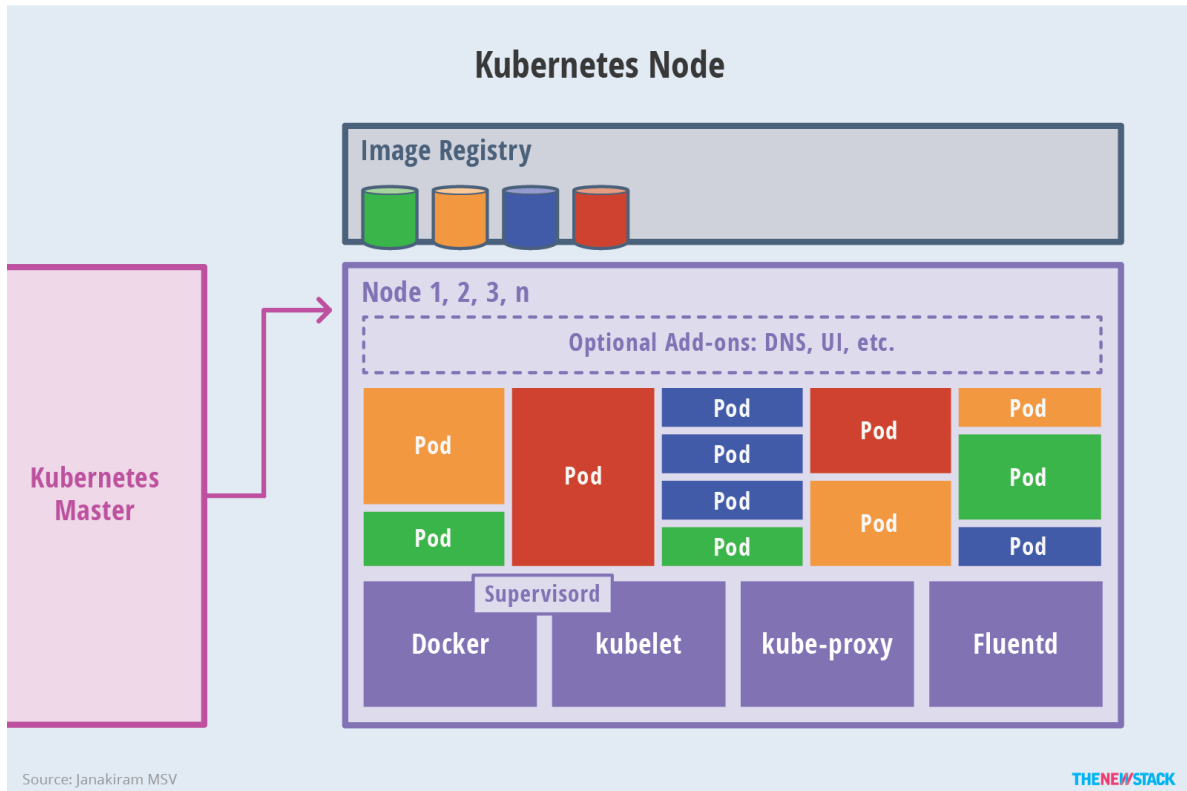 Kubernetes Node
Image Registry
Kubernetes
Master
Node 1, 2, 3, n
Optional Add-ons: DNS, UI, etc.
Pod
Pod
Pod
Pod
Pod
Pod
Pod
Pod
Pod
Pod
Pod
Pod
Supervisord
Docker
kubelet
kube-proxy
Fluentd
Source: Janakiram MSV
THENEWSTACK